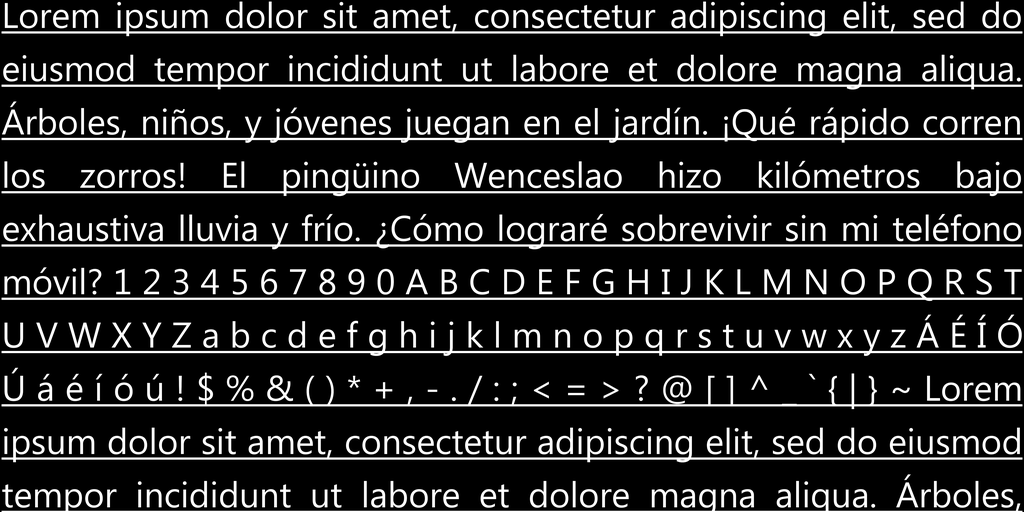 Lorem ipsum dolor sit amet, consectetur adipiscing elit, sed do
eiusmod tempor incididunt ut labore et dolore magna aliqua.
Árboles, niños, y jóvenes juegan en el jardín. ¡Qué rápido corren
los zorros! El pingüino Wenceslao hizo kilómetros bajo
exhaustiva lluvia y frío. ¿Cómo lograré sobrevivir sin mi teléfono
móvil? 1 2 3 4 5 6 7 8 9 0 A B C D E F G H I J K L M N O P Q R S T
U V W X Y Z a b c d e f g h i j k l m n o p q r s t u v w x y z Á É Í Ó
Ú á é í ó ú ! $ % & ( ) * + , - . / : ; < = > ? @ [ ] ^ _ ` { | } ~ Lorem
ipsum dolor sit amet, consectetur adipiscing elit, sed do eiusmod
tempor incididunt ut labore et dolore magna aliqua. Árboles,